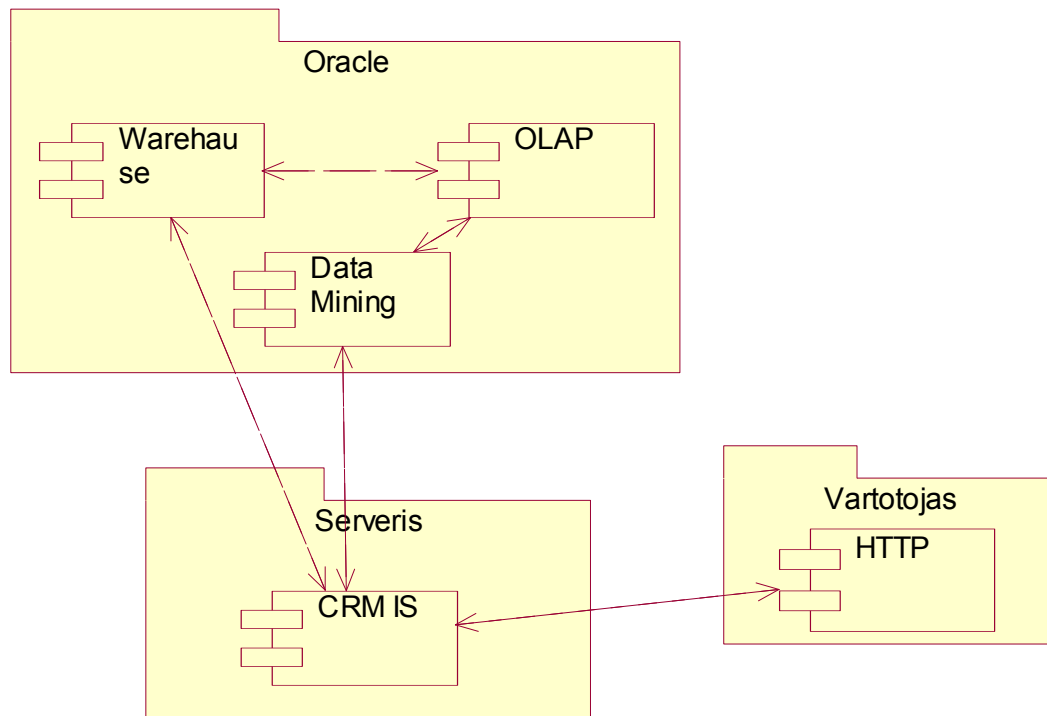 Oracle
Warehau
se
OLAP
Data
Mining
Serveris
CRM IS
Vartotojas
HTTP